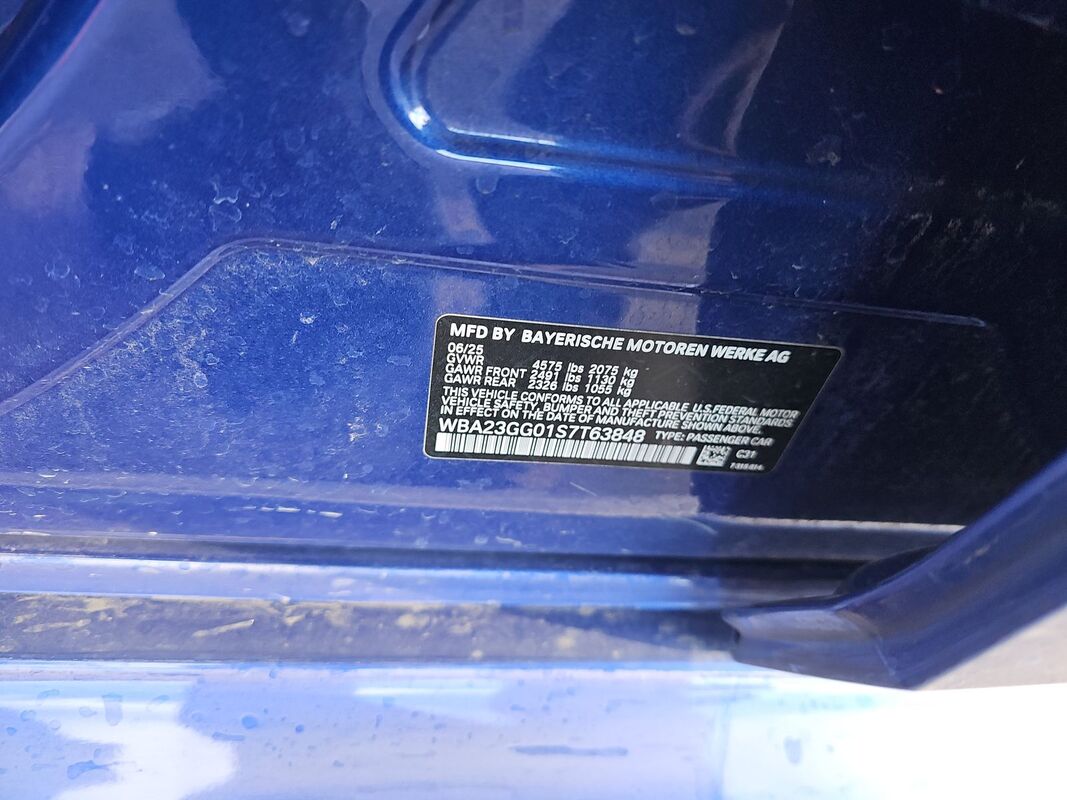 MFD BY BAYERISCHE MOTOREN WERKE AG
06/25
GVWR 4575 lbs 2075 kg
GAWR FRONT 2491 lbs 1130 kg
GAWR REAR 2326 lbs 1055 kg
THIS VEHICLE CONFORMS TO ALL APPLICABLE U.S.FEDERAL MOTOR
VEHICLE SAFETY, BUMPER AND THEFT PREVENTION STANDARDS
IN EFFECT ON THE DATE OF MANUFACTURE SHOWN ABOVE.
WBA23GG01S7T63848 TYPE: PASSENGER CAR
C31